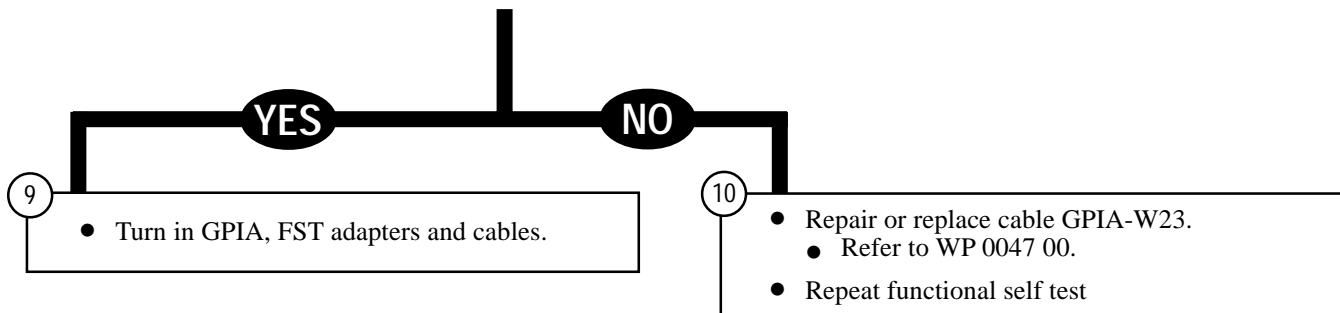 YES
NO
9
● Turn in GPIA, FST adapters and cables.
10
● Repair or replace cable GPIA-W23.
● Refer to WP 0047 00.
● Repeat functional self test